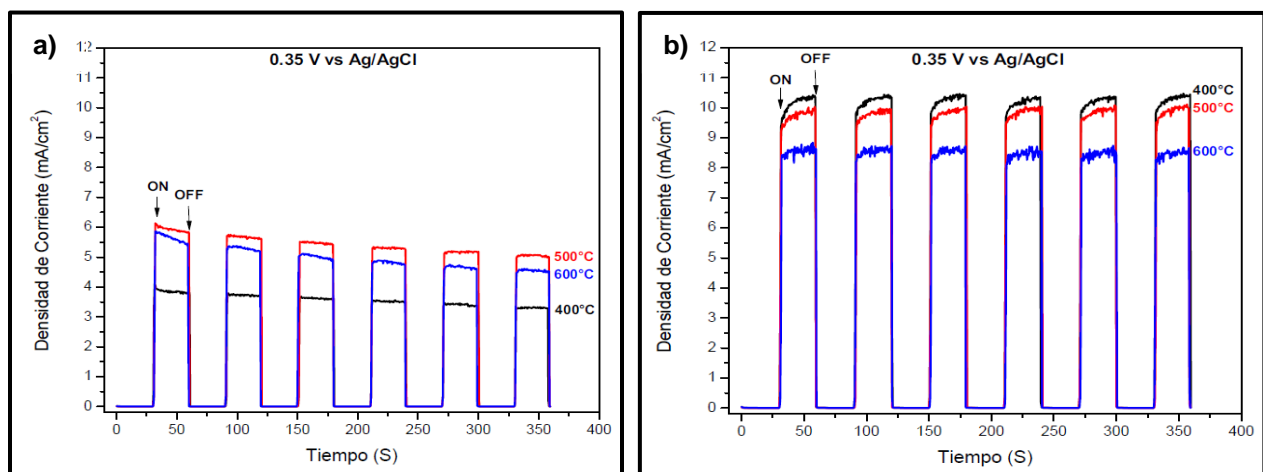 a)
0.35 V vs Ag/AgCl
12
11
10
9
8
7
6
5
4
3
2
1
0
Densidad de Corriente (mA/cm²)
ON
OFF
500°C
600°C
400°C
0 50 100 150 200 250 300 350 400
Tiempo (S)
b)
0.35 V vs Ag/AgCl
12
11
10
9
8
7
6
5
4
3
2
1
0
Densidad de Corriente (mA/cm²)
OFF
ON
400°C
500°C
600°C
0 50 100 150 200 250 300 350 400
Tiempo (S)